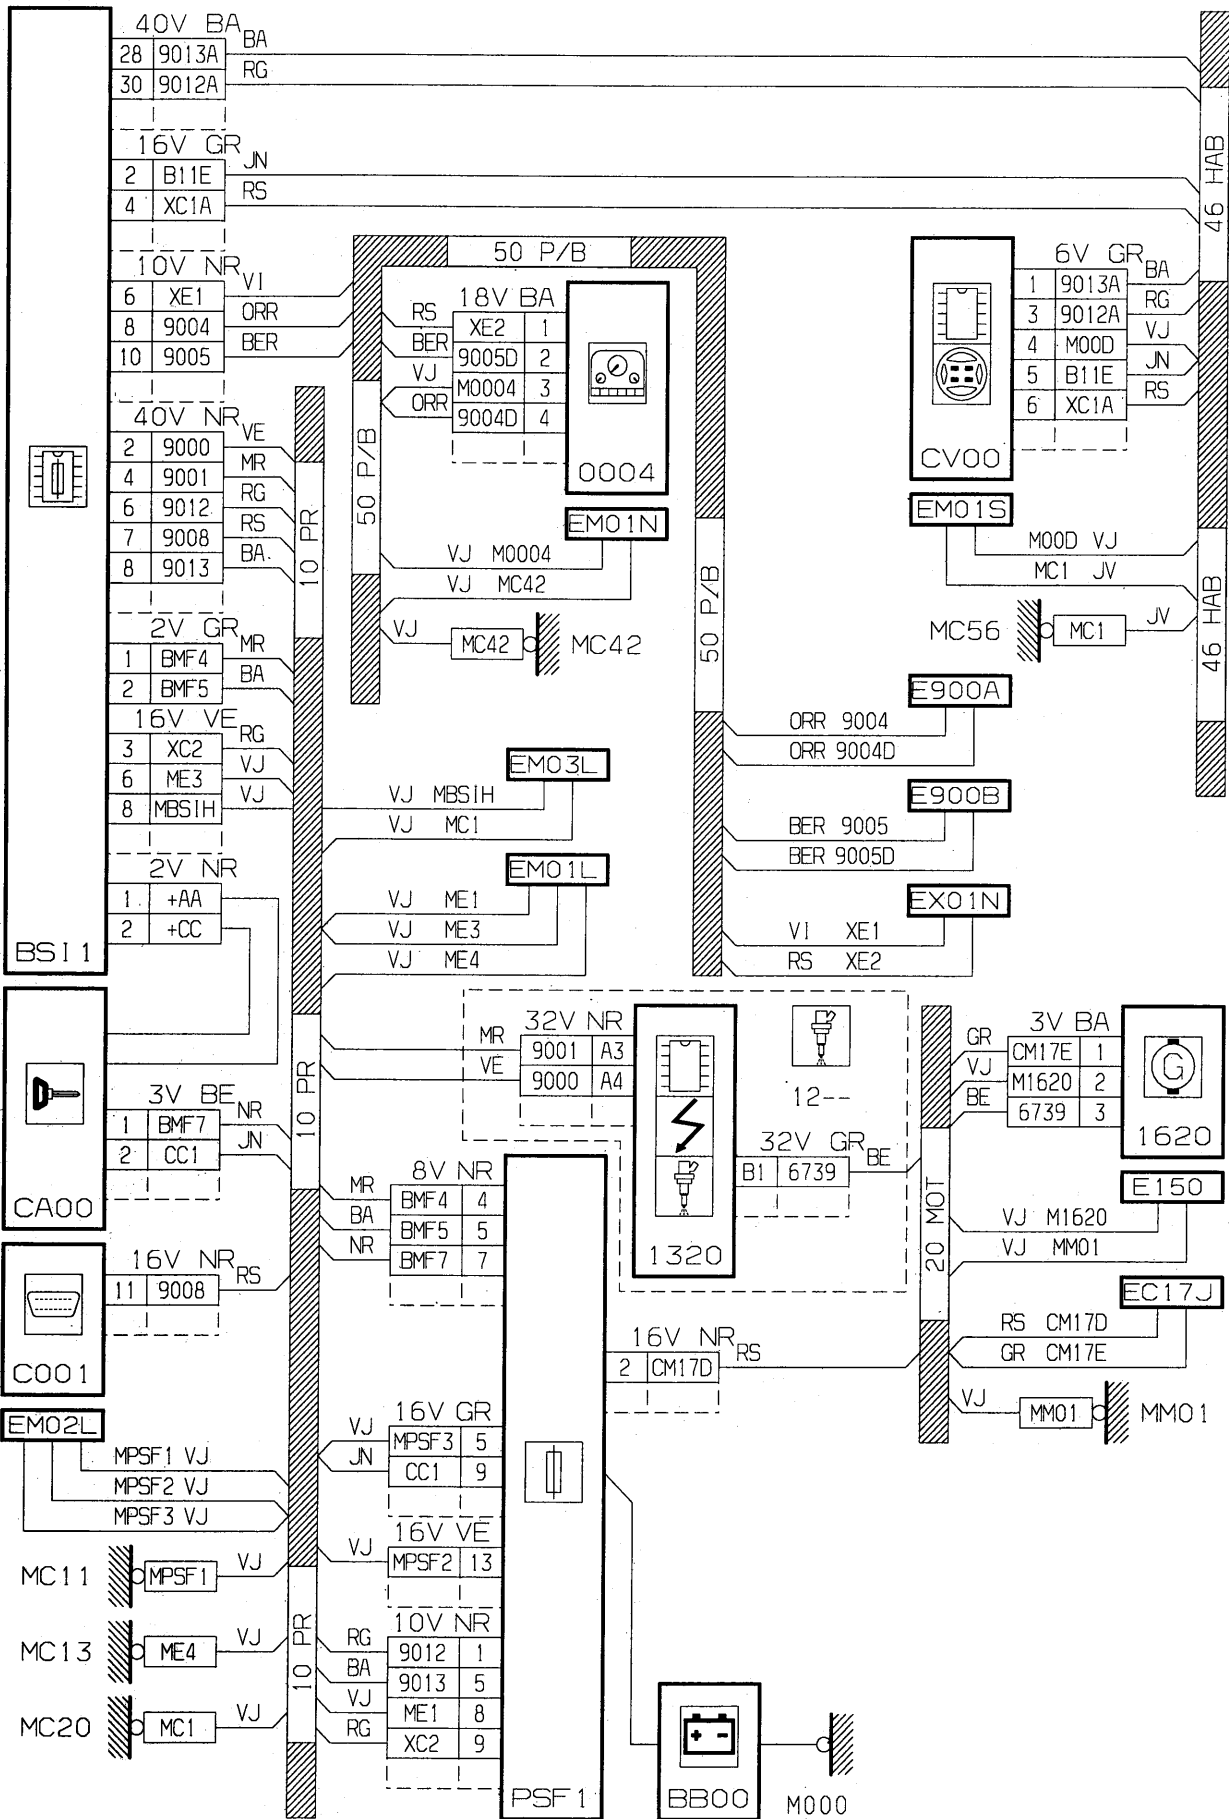 40V BA
28 9013A BA
30 9012A RG
16V GR
2 B11E JN
4 XC1A RS
10V NR
6 XE1 VI
8 9004 ORR
10 9005 BER
40V NR
2 9000 VE
4 9001 MR
6 9012 RG
7 9008 RS
8 9013 BA
2V GR
1 BMF4 MR
2 BMF5 BA
16V VE
3 XC2 RG
6 ME3 VJ
8 MBSIH VJ
2V NR
1 +AA
2 +CC
BSI1
3V BE
1 BMF7 NR
2 CC1 JN
CA00
16V NR
11 9008 RS
C001
EM02L
MPSF1 VJ
MPSF2 VJ
MPSF3 VJ
MC11 MPSF1 VJ
MC13 ME4 VJ
MC20 MC1 VJ
10 PR
10 PR
10 PR
50 P/B
50 P/B
50 P/B
18V BA
RS XE2 1
BER 9005D 2
VJ M0004 3
ORR 9004D 4
0004
EM01N
VJ M0004
VJ MC42
VJ MC42 MC42
EM03L
VJ MBSIH
VJ MC1
EM01L
VJ ME1
VJ ME3
VJ ME4
46 HAB
46 HAB
6V GR
1 9013A BA
3 9012A RG
4 M00D VJ
5 B11E JN
6 XC1A RS
CV00
EM01S
M00D VJ
MC1 JV
MC56 MC1 JV
E900A
ORR 9004
ORR 9004D
E900B
BER 9005
BER 9005D
EX01N
VI XE1
RS XE2
32V NR
MR 9001 A3
VE 9000 A4
12--
32V GR
B1 6739 BE
1320
20 MOT
3V BA
GR CM17E 1
VJ M1620 2
BE 6739 3
G
1620
E150
VJ M1620
VJ MM01
EC17J
RS CM17D
GR CM17E
VJ MM01 MM01
8V NR
MR BMF4 4
BA BMF5 5
NR BMF7 7
16V NR
2 CM17D RS
16V GR
VJ MPSF3 5
JN CC1 9
16V VE
VJ MPSF2 13
10V NR
RG 9012 1
BA 9013 5
VJ ME1 8
RG XC2 9
PSF1
+ -
BB00
M000